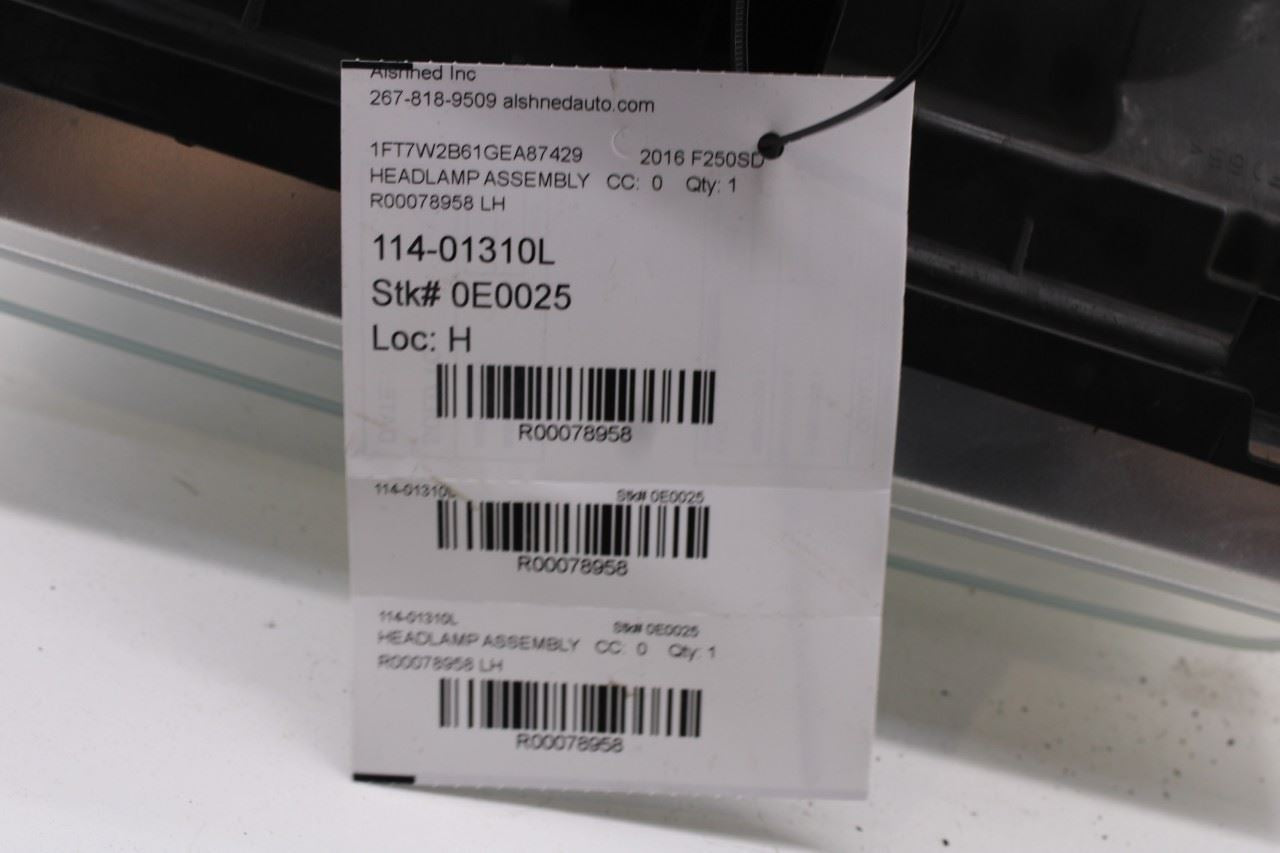 Alshned Inc
267-818-9509 alshnedauto.com
1FT7W2B61GEA87429 2016 F250SD
HEADLAMP ASSEMBLY CC: 0 Qty: 1
R00078958 LH
114-01310L
Stk# 0E0025
Loc: H
R00078958
114-01310L Stk# 0E0025
R00078958
114-01310L Stk# 0E0025
HEADLAMP ASSEMBLY CC: 0 Qty: 1
R00078958 LH
R00078958